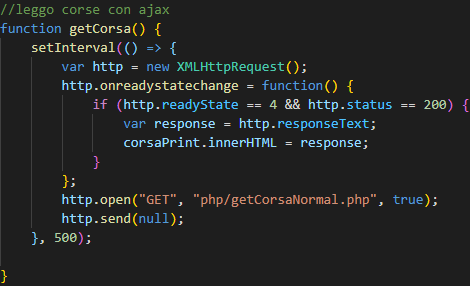 //leggo corse con ajax
function getCorsa() {
    setInterval(() => {
        var http = new XMLHttpRequest();
        http.onreadystatechange = function() {
            if (http.readyState == 4 && http.status == 200) {
                var response = http.responseText;
                corsaPrint.innerHTML = response;
            }
        };
        http.open("GET", "php/getCorsaNormal.php", true);
        http.send(null);
    }, 500);
}